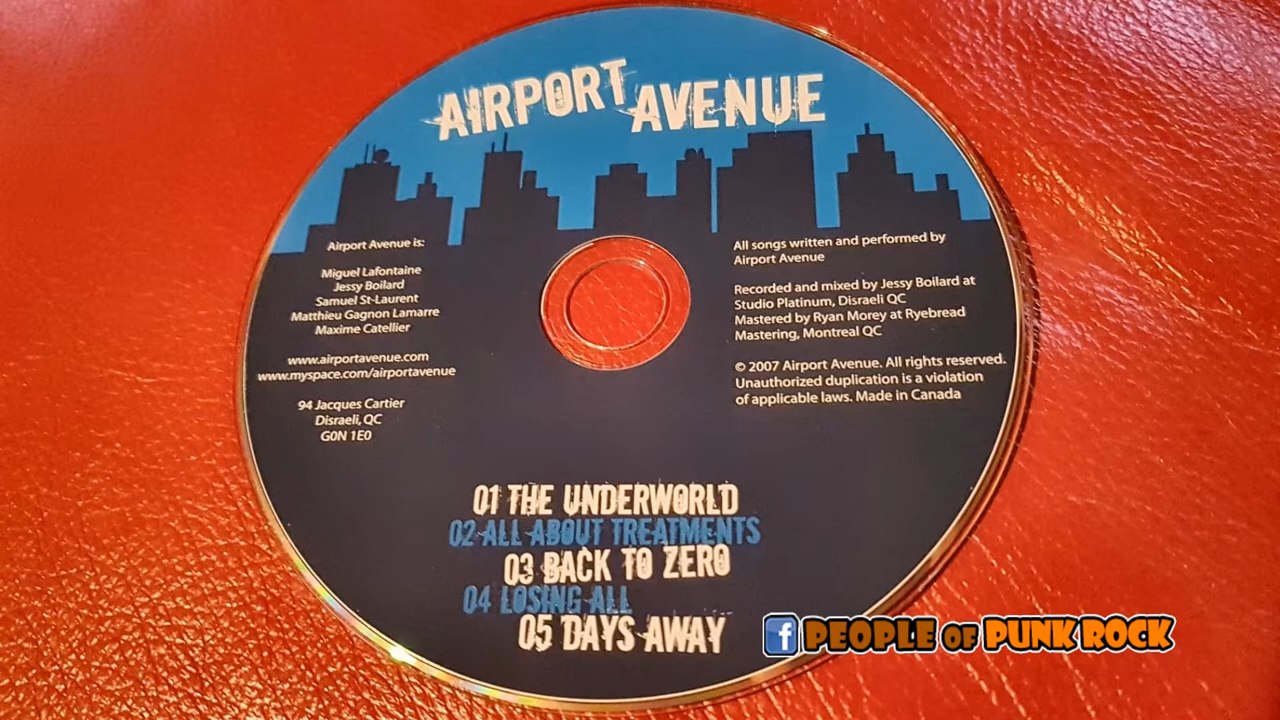 AIRPORT AVENUE
Airport Avenue is:
Miguel Lafontaine
Jessy Boilard
Samuel St-Laurent
Matthieu Gagnon Lamarre
Maxime Catellier
www.airportavenue.com
www.myspace.com/airportavenue
94 Jacques Cartier
Disraeli, QC
G0N 1E0
All songs written and performed by
Airport Avenue
Recorded and mixed by Jessy Boilard at
Studio Platinum, Disraeli QC
Mastered by Ryan Morey at Ryebread
Mastering, Montreal QC
© 2007 Airport Avenue. All rights reserved.
Unauthorized duplication is a violation
of applicable laws. Made in Canada
01 THE UNDERWORLD
02 ALL ABOUT TREATMENTS
03 BACK TO ZERO
04 LOSING ALL
05 DAYS AWAY
f PEOPLE OF PUNK ROCK